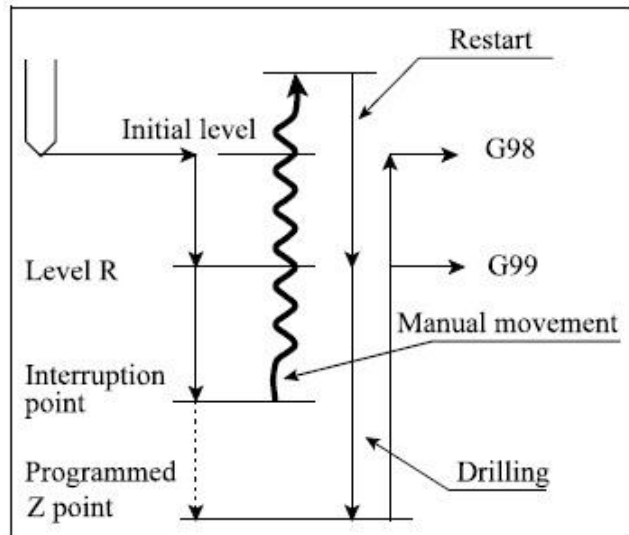 Restart
Initial level
G98
Level R
G99
Manual movement
Interruption
point
Programmed
Z point
Drilling